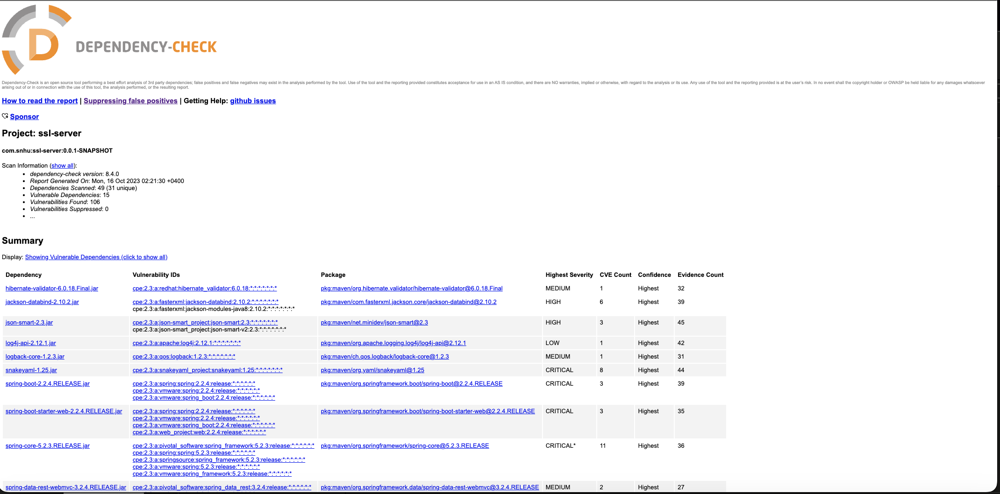 DEPENDENCY-CHECK
Dependency-Check is an open source tool performing a best effort analysis of 3rd party dependencies; false positives and false negatives may exist in the analysis performed by the tool. Use of the tool and the reporting provided constitutes acceptance for use in an AS IS condition, and there are NO warranties, implied or otherwise, with regard to the analysis or its use. Any use of the tool and the reporting provided is at the user's risk. In no event shall the copyright holder or OWASP be held liable for any damages whatsoever
arising out of or in connection with the use of this tool, the analysis performed, or the resulting report.
How to read the report | Suppressing false positives | Getting Help: github issues
Sponsor
Project: ssl-server
com.snhu:ssl-server:0.0.1-SNAPSHOT
Scan Information (show all):
• dependency-check version: 8.4.0
• Report Generated On: Mon, 16 Oct 2023 02:21:30 +0400
• Dependencies Scanned: 49 (31 unique)
• Vulnerable Dependencies: 15
• Vulnerabilities Found: 106
• Vulnerabilities Suppressed: 0
• ...
Summary
Display: Showing Vulnerable Dependencies (click to show all)
Dependency Vulnerability IDs Package Highest Severity CVE Count Confidence Evidence Count
hibernate-validator-6.0.18.Final.jar cpe:2.3:a:redhat:hibernate_validator:6.0.18:*:*:*:*:*:*:* pkg:maven/org.hibernate.validator/hibernate-validator@6.0.18.Final MEDIUM 1 Highest 32
jackson-databind-2.10.2.jar cpe:2.3:a:fasterxml:jackson-databind:2.10.2:*:*:*:*:*:*:* pkg:maven/com.fasterxml.jackson.core/jackson-databind@2.10.2 HIGH 6 Highest 39
cpe:2.3:a:fasterxml:jackson-modules-java8:2.10.2:*:*:*:*:*:*:*
json-smart-2.3.jar cpe:2.3:a:json-smart_project:json-smart:2.3:*:*:*:*:*:*:* pkg:maven/net.minidev/json-smart@2.3 HIGH 3 Highest 45
cpe:2.3:a:json-smart_project:json-smart-v2:2.3:*:*:*:*:*:*:*
log4j-api-2.12.1.jar cpe:2.3:a:apache:log4j:2.12.1:*:*:*:*:*:*:* pkg:maven/org.apache.logging.log4j/log4j-api@2.12.1 LOW 1 Highest 42
logback-core-1.2.3.jar cpe:2.3:a:qos:logback:1.2.3:*:*:*:*:*:*:* pkg:maven/ch.qos.logback/logback-core@1.2.3 MEDIUM 1 Highest 31
snakeyaml-1.25.jar cpe:2.3:a:snakeyaml_project:snakeyaml:1.25:*:*:*:*:*:*:* pkg:maven/org.yaml/snakeyaml@1.25 CRITICAL 8 Highest 44
spring-boot-2.2.4.RELEASE.jar cpe:2.3:a:spring:spring:2.2.4:release:*:*:*:*:*:* pkg:maven/org.springframework.boot/spring-boot@2.2.4.RELEASE CRITICAL 3 Highest 39
cpe:2.3:a:vmware:spring:2.2.4:release:*:*:*:*:*:*
cpe:2.3:a:vmware:spring_boot:2.2.4:release:*:*:*:*:*:*
spring-boot-starter-web-2.2.4.RELEASE.jar cpe:2.3:a:spring:spring:2.2.4:release:*:*:*:*:*:* pkg:maven/org.springframework.boot/spring-boot-starter-web@2.2.4.RELEASE CRITICAL 3 Highest 35
cpe:2.3:a:vmware:spring:2.2.4:release:*:*:*:*:*:*
cpe:2.3:a:vmware:spring_boot:2.2.4:release:*:*:*:*:*:*
cpe:2.3:a:web_project:web:2.2.4:release:*:*:*:*:*:*
spring-core-5.2.3.RELEASE.jar cpe:2.3:a:pivotal_software:spring_framework:5.2.3:release:*:*:*:*:*:* pkg:maven/org.springframework/spring-core@5.2.3.RELEASE CRITICAL* 11 Highest 36
cpe:2.3:a:spring:spring:5.2.3:release:*:*:*:*:*:*
cpe:2.3:a:springsource:spring_framework:5.2.3:release:*:*:*:*:*:*
cpe:2.3:a:vmware:spring:5.2.3:release:*:*:*:*:*:*
cpe:2.3:a:vmware:spring_framework:5.2.3:release:*:*:*:*:*:*
spring-data-rest-webmvc-3.2.4.RELEASE.jar cpe:2.3:a:pivotal_software:spring_data_rest:3.2.4:release:*:*:*:*:*:* pkg:maven/org.springframework.data/spring-data-rest-webmvc@3.2.4.RELEASE MEDIUM 2 Highest 27